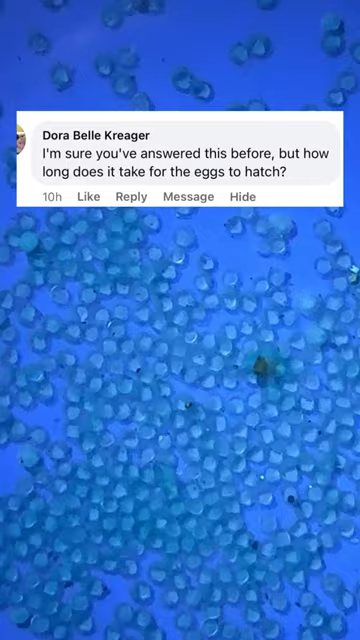 Dora Belle Kreager
I'm sure you've answered this before, but how
long does it take for the eggs to hatch?
10h Like Reply Message Hide